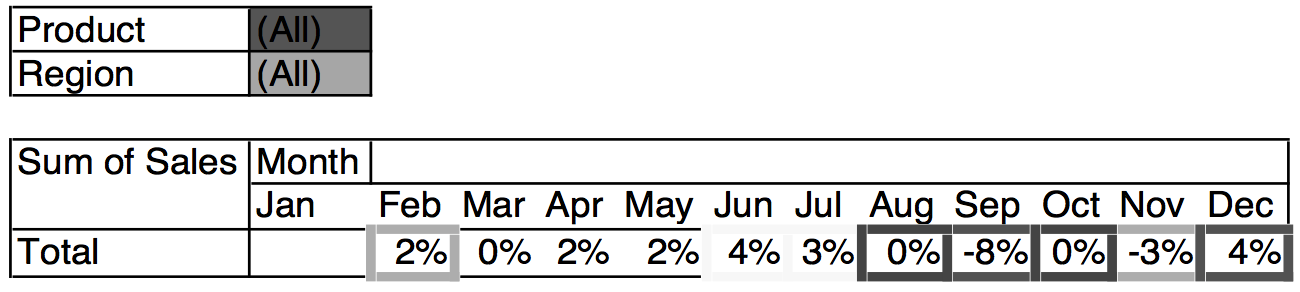 Product (All)
Region (All)
Sum of Sales Month
Jan Feb Mar Apr May Jun Jul Aug Sep Oct Nov Dec
Total 2% 0% 2% 2% 4% 3% 0% -8% 0% -3% 4%